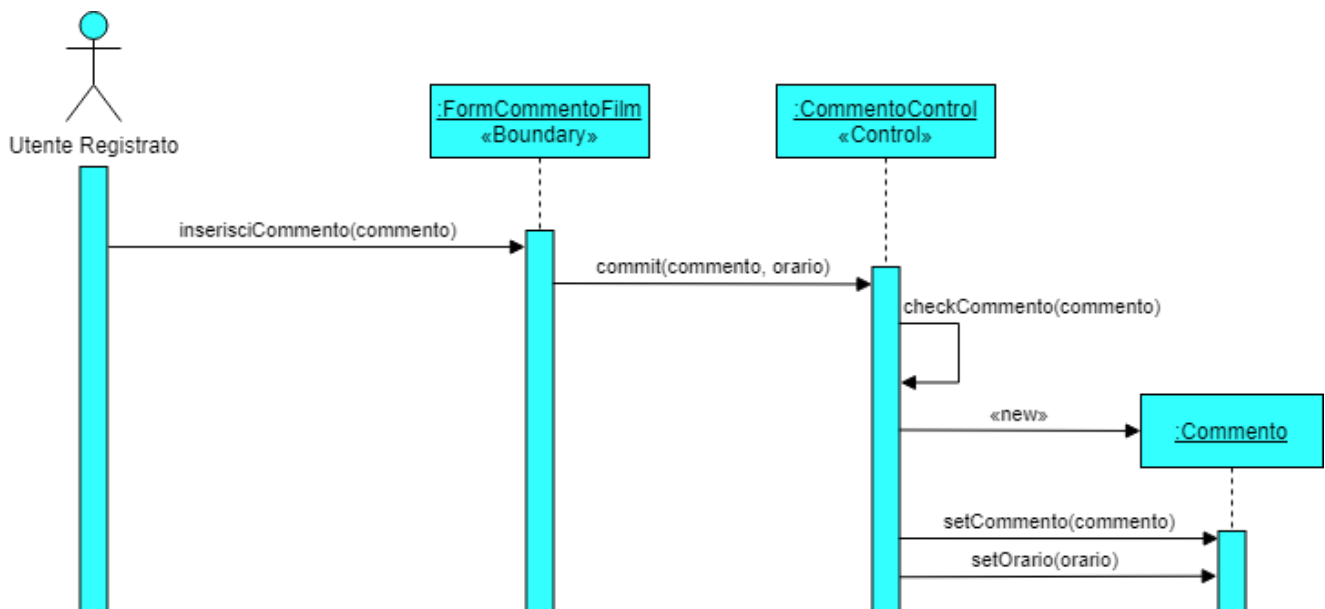 :FormCommentoFilm
«Boundary»
:CommentoControl
«Control»
Utente Registrato
inserisciCommento(commento)
commit(commento, orario)
checkCommento(commento)
«new»
:Commento
setCommento(commento)
setOrario(orario)